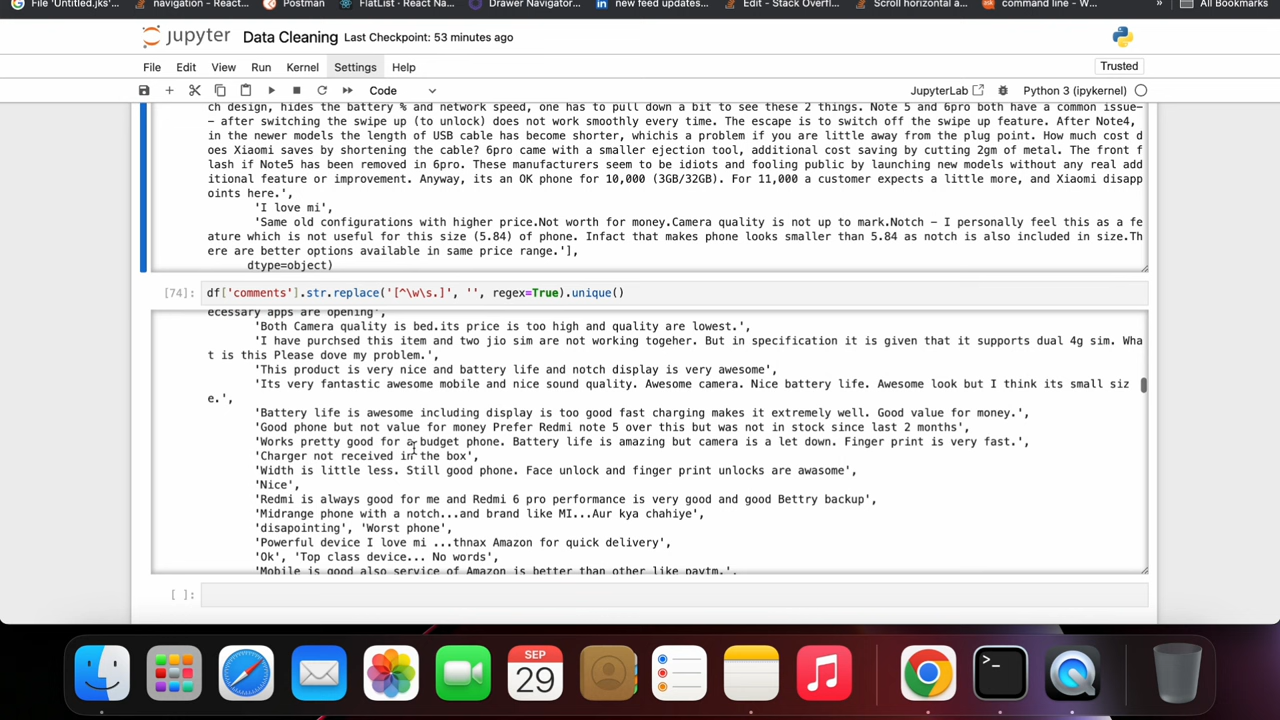 File 'Untitled.jks'...
navigation - React...
Postman
FlatList - React Na...
Drawer Navigator...
new feed updates...
Edit - Stack Overfl...
Scroll horizontal a...
command line - W...
»
All Bookmarks
jupyter Data Cleaning Last Checkpoint: 53 minutes ago
File Edit View Run Kernel Settings Help
Trusted
Code
JupyterLab
Python 3 (ipykernel)
ch design, hides the battery % and network speed, one has to pull down a bit to see these 2 things. Note 5 and 6pro both have a common issue-
- after switching the swipe up (to unlock) does not work smoothly every time. The escape is to switch off the swipe up feature. After Note4,
in the newer models the length of USB cable has become shorter, whichis a problem if you are little away from the plug point. How much cost d
oes Xiaomi saves by shortening the cable? 6pro came with a smaller ejection tool, additional cost saving by cutting 2gm of metal. The front f
lash if Note5 has been removed in 6pro. These manufacturers seem to be idiots and fooling public by launching new models without any real add
itional feature or improvement. Anyway, its an OK phone for 10,000 (3GB/32GB). For 11,000 a customer expects a little more, and Xiaomi disapp
oints here.',
'I love mi',
'Same old configurations with higher price.Not worth for money.Camera quality is not up to mark.Notch - I personally feel this as a fe
ature which is not useful for this size (5.84) of phone. Infact that makes phone looks smaller than 5.84 as notch is also included in size.Th
ere are better options available in same price range.'],
dtype=object)
[74]: df['comments'].str.replace('[^\w\s.]', '', regex=True).unique()
ecessary apps are opening',
'Both Camera quality is bed.its price is too high and quality are lowest.',
'I have purchsed this item and two jio sim are not working togeher. But in specification it is given that it supports dual 4g sim. Wha
t is this Please dove my problem.',
'This product is very nice and battery life and notch display is very awesome',
'Its very fantastic awesome mobile and nice sound quality. Awesome camera. Nice battery life. Awesome look but I think its small siz
e.',
'Battery life is awesome including display is too good fast charging makes it extremely well. Good value for money.',
'Good phone but not value for money Prefer Redmi note 5 over this but was not in stock since last 2 months',
'Works pretty good for a budget phone. Battery life is amazing but camera is a let down. Finger print is very fast.',
'Charger not received in the box',
'Width is little less. Still good phone. Face unlock and finger print unlocks are awasome',
'Nice',
'Redmi is always good for me and Redmi 6 pro performance is very good and good Bettry backup',
'Midrange phone with a notch...and brand like MI...Aur kya chahiye',
'disapointing', 'Worst phone',
'Powerful device I love mi ...thnax Amazon for quick delivery',
'Ok', 'Top class device... No words',
'Mobile is good also service of Amazon is better than other like paytm.',
[ ]:
SEP
29